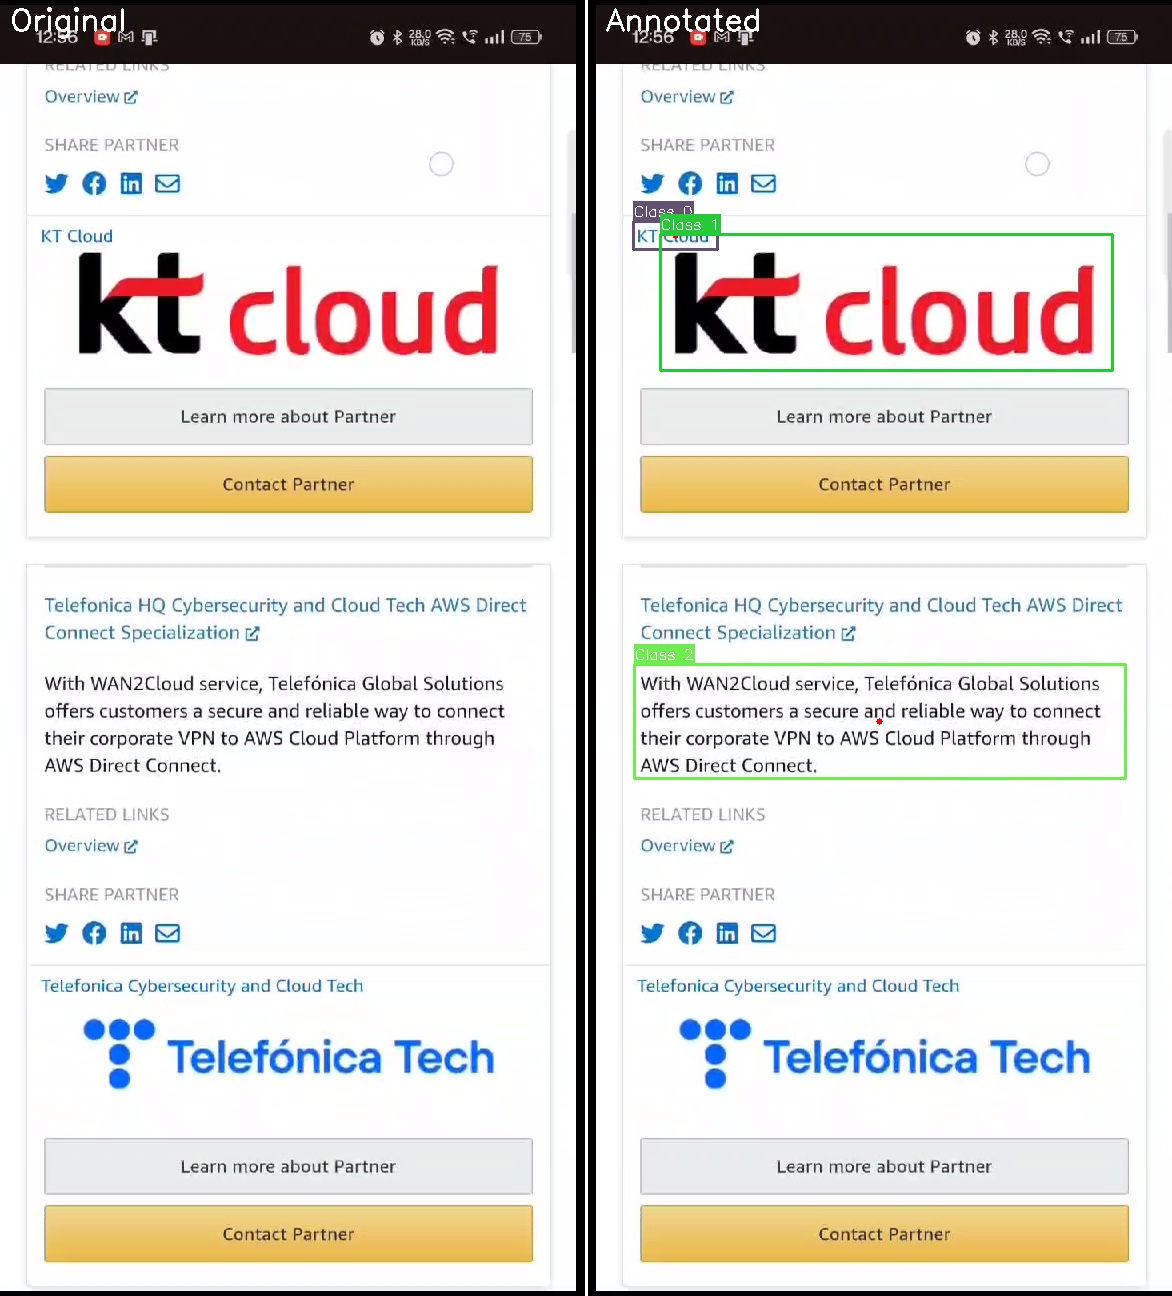 Original
12:56
28.0 KB/S
75
RELATED LINKS
Overview
SHARE PARTNER
KT Cloud
kt cloud
Learn more about Partner
Contact Partner
Telefonica HQ Cybersecurity and Cloud Tech AWS Direct
Connect Specialization
With WAN2Cloud service, Telefónica Global Solutions
offers customers a secure and reliable way to connect
their corporate VPN to AWS Cloud Platform through
AWS Direct Connect.
RELATED LINKS
Overview
SHARE PARTNER
Telefonica Cybersecurity and Cloud Tech
Telefónica Tech
Learn more about Partner
Contact Partner
Annotated
12:56
28.0 KB/S
75
RELATED LINKS
Overview
SHARE PARTNER
Class 0
Class 1
KT Cloud
kt cloud
Learn more about Partner
Contact Partner
Telefonica HQ Cybersecurity and Cloud Tech AWS Direct
Connect Specialization
Class 2
With WAN2Cloud service, Telefónica Global Solutions
offers customers a secure and reliable way to connect
their corporate VPN to AWS Cloud Platform through
AWS Direct Connect.
RELATED LINKS
Overview
SHARE PARTNER
Telefonica Cybersecurity and Cloud Tech
Telefónica Tech
Learn more about Partner
Contact Partner